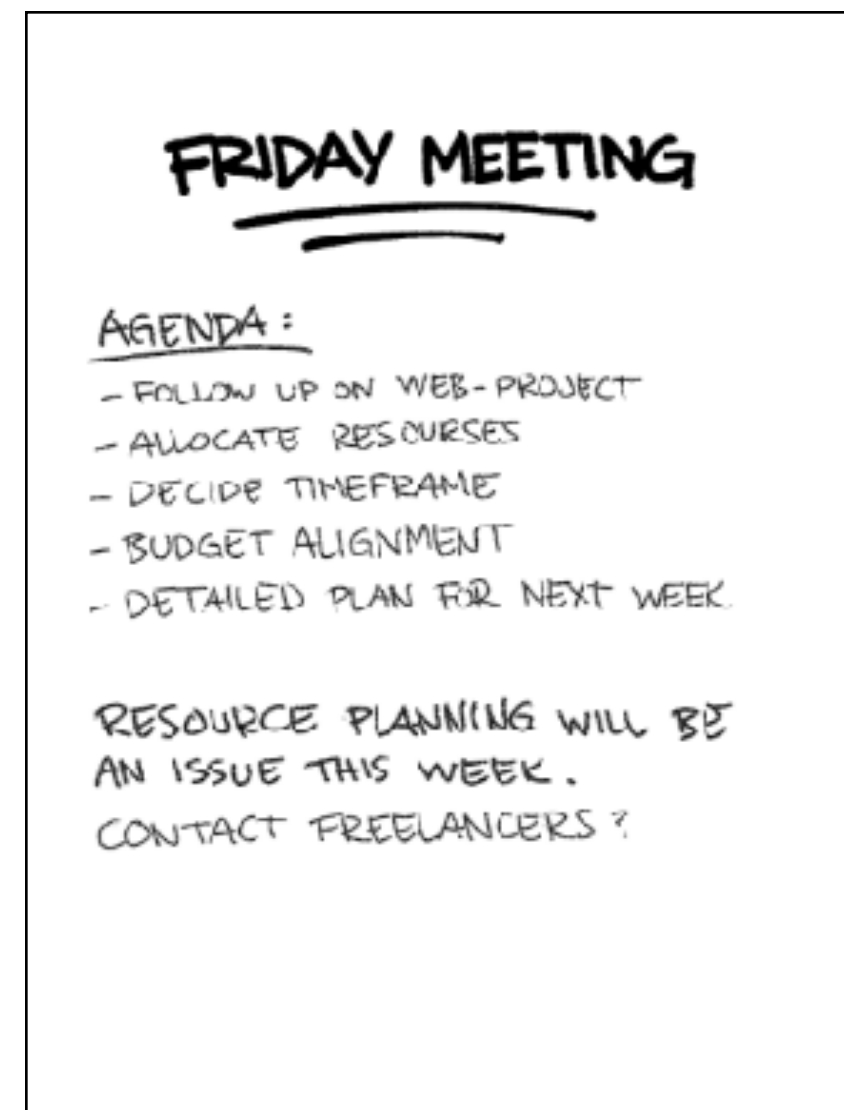 FRIDAY MEETING
AGENDA:
- FOLLOW UP ON WEB-PROJECT
- ALLOCATE RESOURSES
- DECIDE TIMEFRAME
- BUDGET ALIGNMENT
- DETAILED PLAN FOR NEXT WEEK.
RESOURCE PLANNING WILL BE
AN ISSUE THIS WEEK.
CONTACT FREELANCERS?